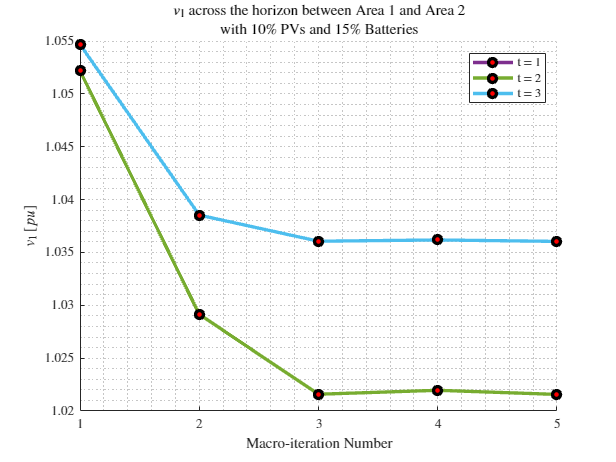 v1 across the horizon between Area 1 and Area 2
with 10% PVs and 15% Batteries
t = 1
t = 2
t = 3
1.055
1.05
1.045
1.04
1.035
1.03
1.025
1.02
v1 [pu]
1 2 3 4 5
Macro-iteration Number